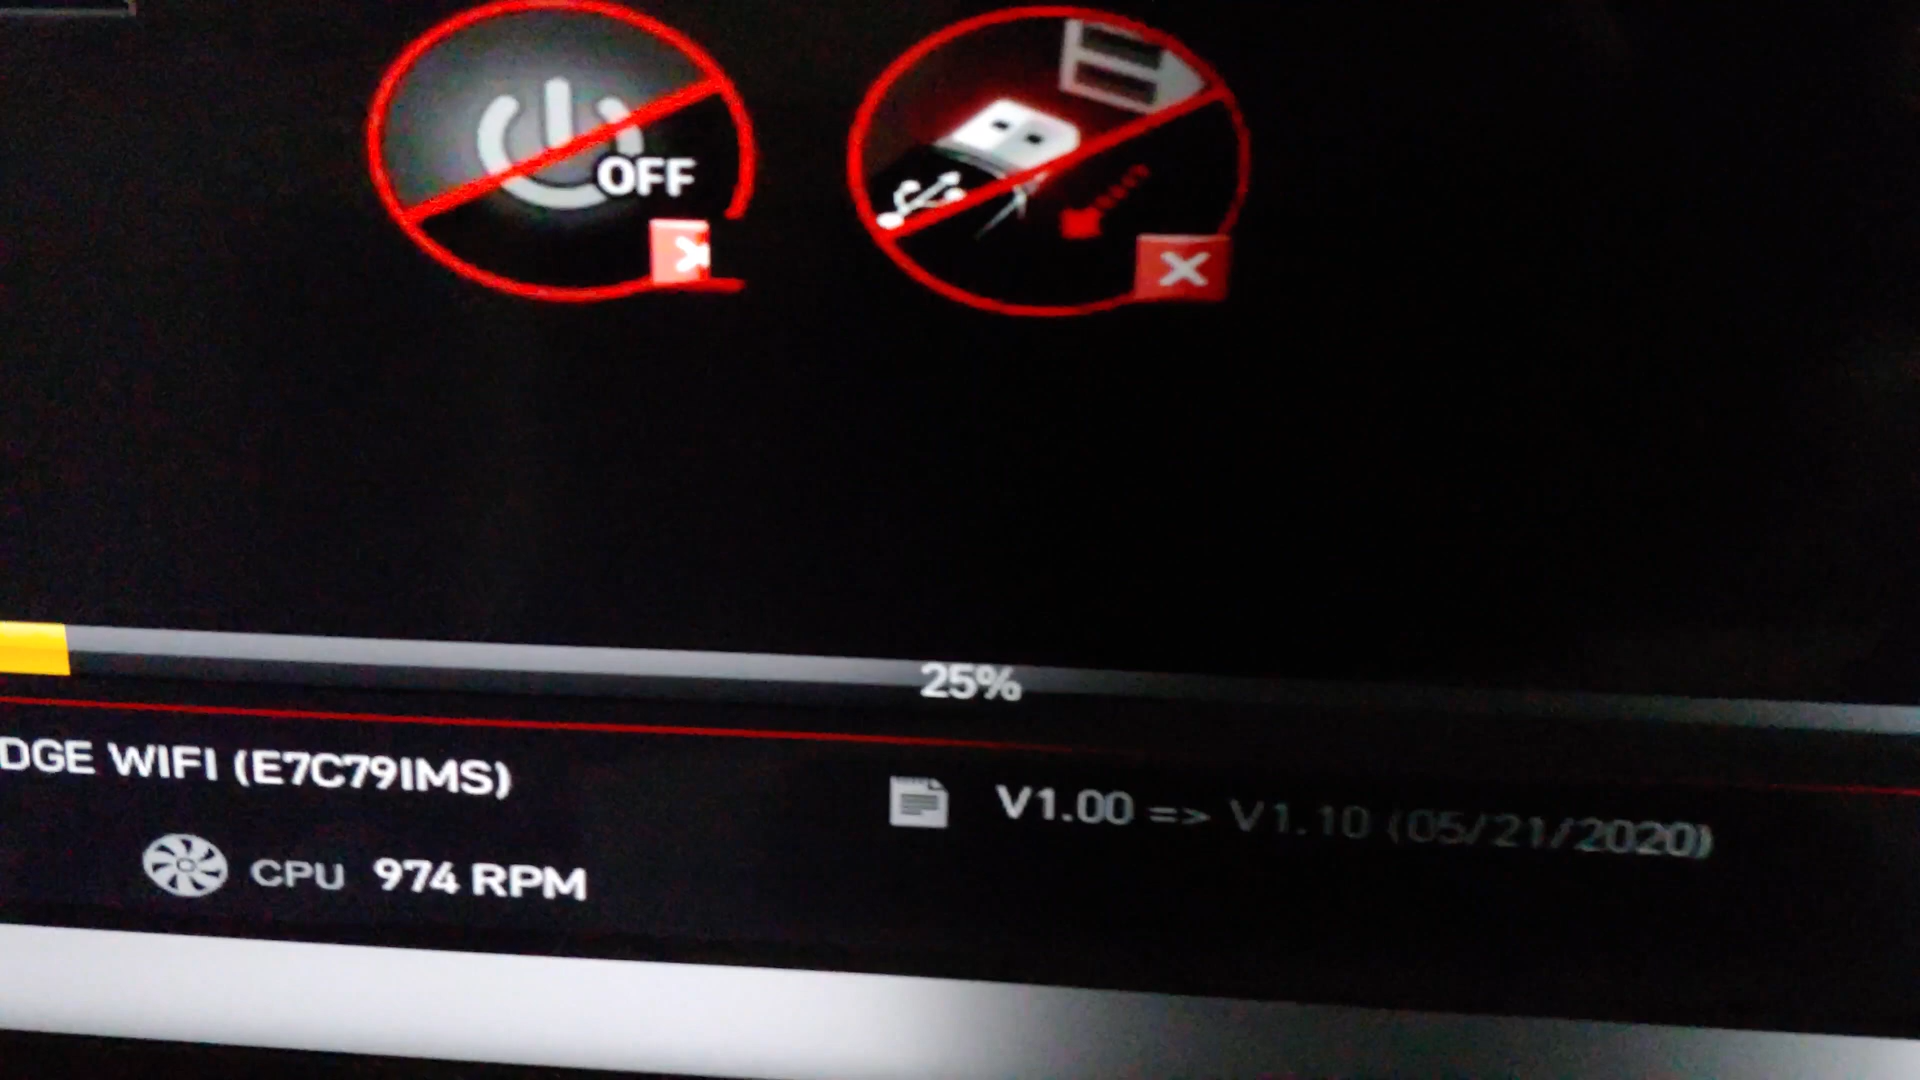 OFF
25%
DGE WIFI (E7C79IMS)
V1.00 => V1.10 (05/21/2020)
CPU 974 RPM